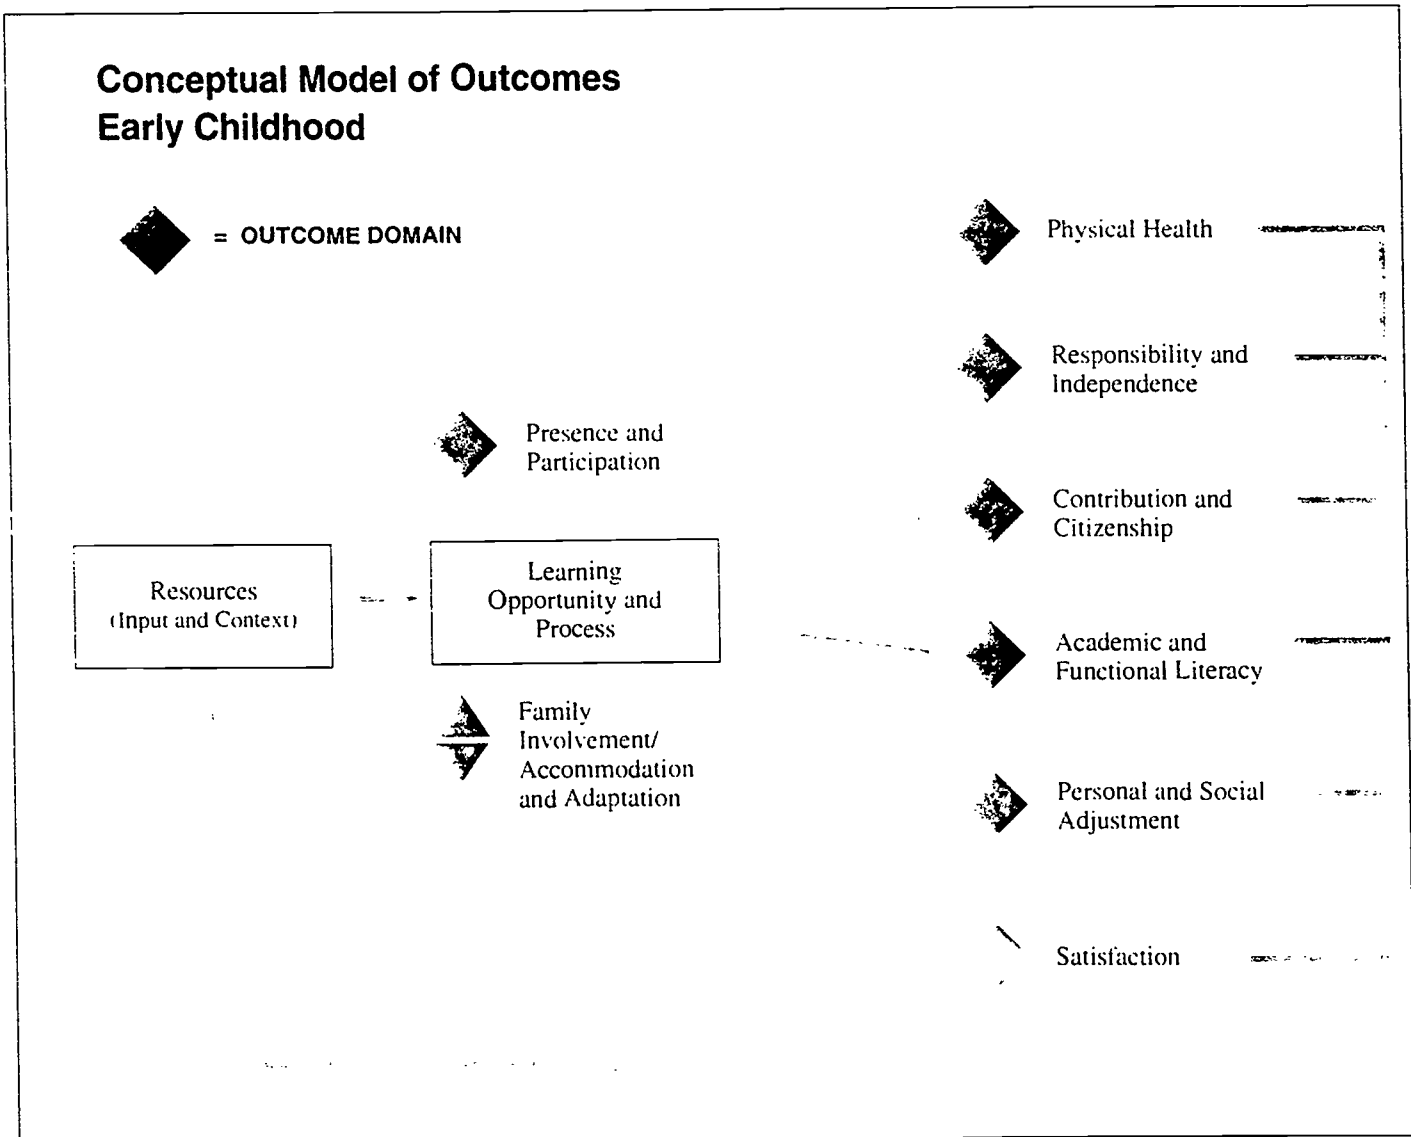 Conceptual Model of Outcomes
Early Childhood
= OUTCOME DOMAIN
Physical Health
Responsibility and
Independence
Presence and
Participation
Contribution and
Citizenship
Resources
(Input and Context)
Learning
Opportunity and
Process
Academic and
Functional Literacy
Family
Involvement/
Accommodation
and Adaptation
Personal and Social
Adjustment
Satisfaction